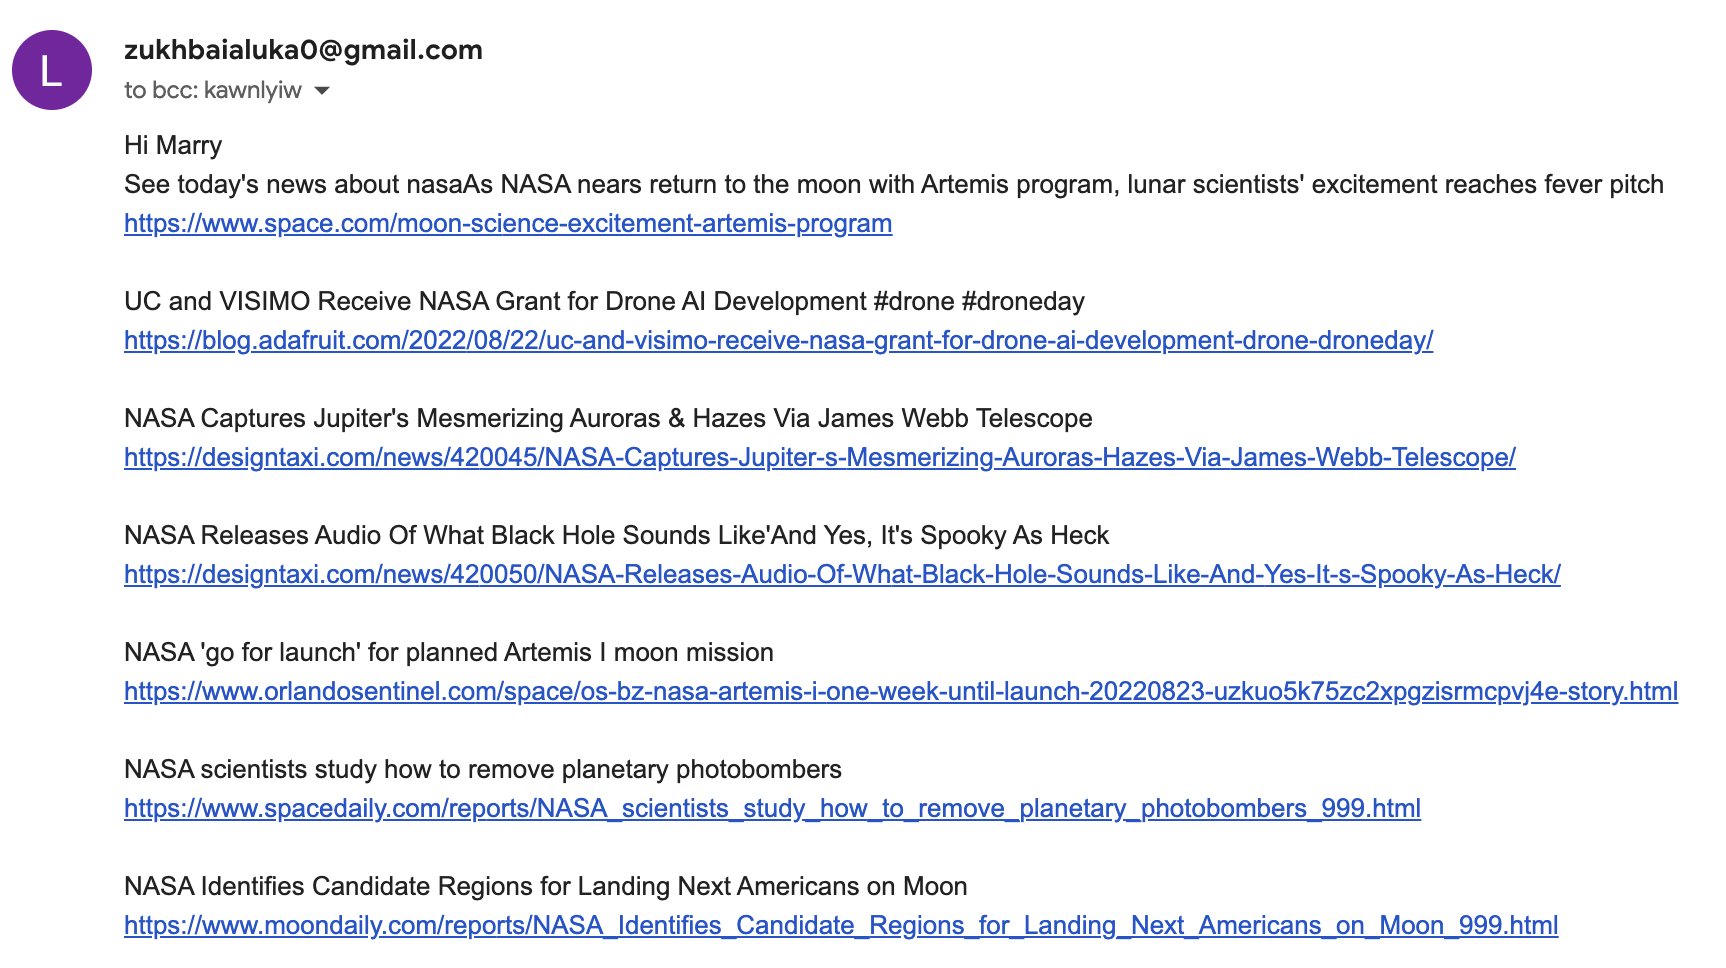 L
zukhbaialuka0@gmail.com
to bcc: kawnlyiw
Hi Marry
See today's news about nasaAs NASA nears return to the moon with Artemis program, lunar scientists' excitement reaches fever pitch
https://www.space.com/moon-science-excitement-artemis-program
UC and VISIMO Receive NASA Grant for Drone AI Development #drone #droneday
https://blog.adafruit.com/2022/08/22/uc-and-visimo-receive-nasa-grant-for-drone-ai-development-drone-droneday/
NASA Captures Jupiter's Mesmerizing Auroras & Hazes Via James Webb Telescope
https://designtaxi.com/news/420045/NASA-Captures-Jupiter-s-Mesmerizing-Auroras-Hazes-Via-James-Webb-Telescope/
NASA Releases Audio Of What Black Hole Sounds Like'And Yes, It's Spooky As Heck
https://designtaxi.com/news/420050/NASA-Releases-Audio-Of-What-Black-Hole-Sounds-Like-And-Yes-It-s-Spooky-As-Heck/
NASA 'go for launch' for planned Artemis I moon mission
https://www.orlandosentinel.com/space/os-bz-nasa-artemis-i-one-week-until-launch-20220823-uzkuo5k75zc2xpgzisrmcpvj4e-story.html
NASA scientists study how to remove planetary photobombers
https://www.spacedaily.com/reports/NASA_scientists_study_how_to_remove_planetary_photobombers_999.html
NASA Identifies Candidate Regions for Landing Next Americans on Moon
https://www.moondaily.com/reports/NASA_Identifies_Candidate_Regions_for_Landing_Next_Americans_on_Moon_999.html